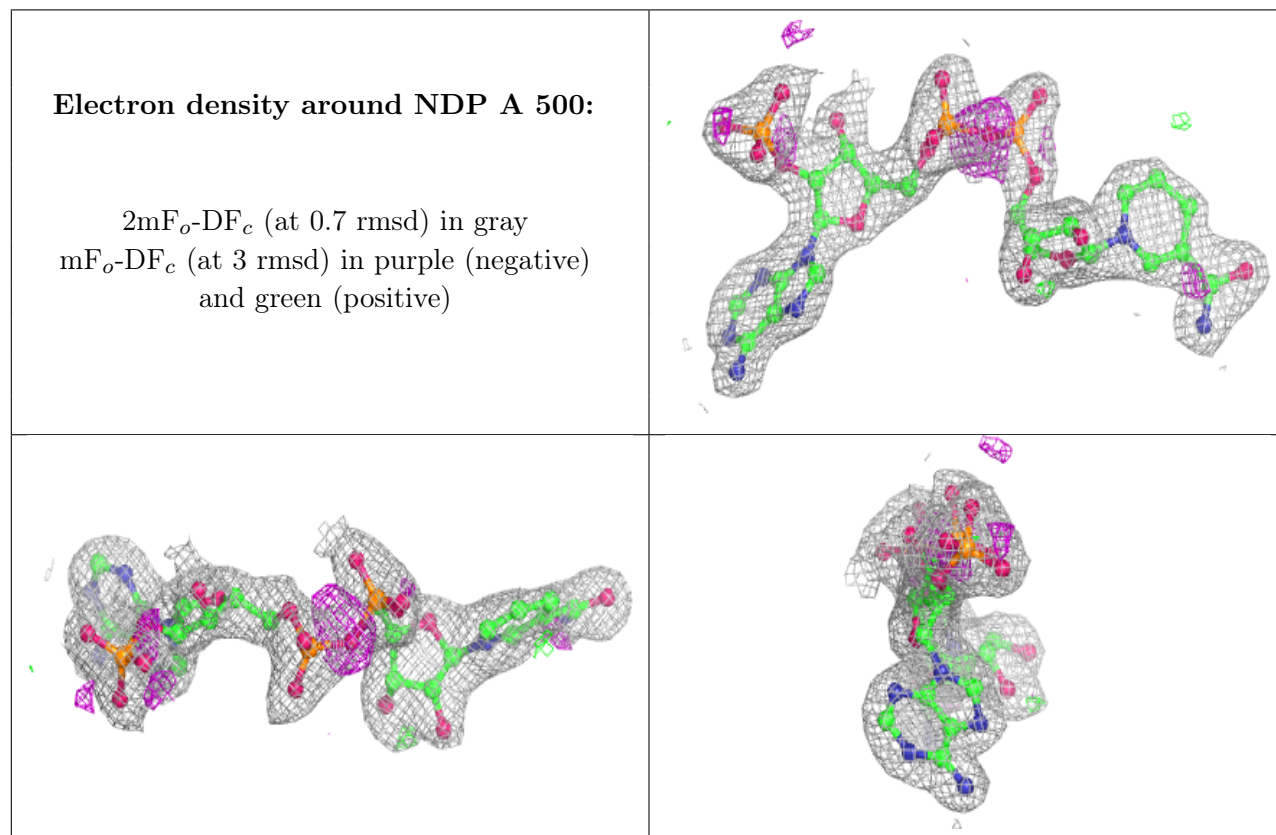 Electron density around NDP A 500:
2mFo-DFc (at 0.7 rmsd) in gray
mFo-DFc (at 3 rmsd) in purple (negative)
and green (positive)